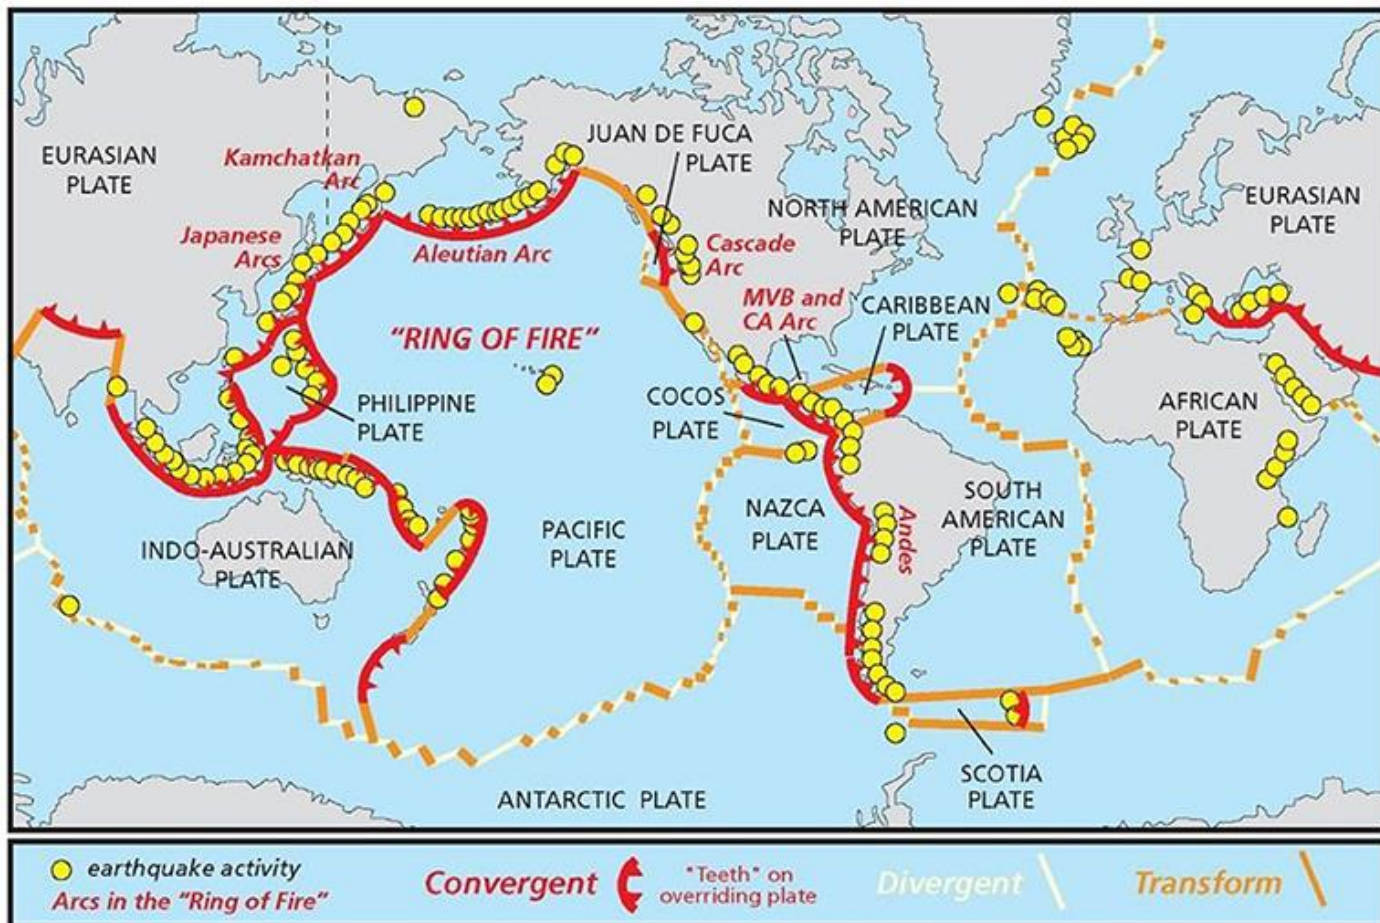 EURASIAN
PLATE
Kamchatkan
Arc
Japanese
Arcs
Aleutian Arc
JUAN DE FUCA
PLATE
NORTH AMERICAN
PLATE
EURASIAN
PLATE
Cascade
Arc
MVB and
CA Arc
CARIBBEAN
PLATE
"RING OF FIRE"
PHILIPPINE
PLATE
COCOS
PLATE
AFRICAN
PLATE
INDO-AUSTRALIAN
PLATE
PACIFIC
PLATE
NAZCA
PLATE
SOUTH
AMERICAN
PLATE
Andes
SCOTIA
PLATE
ANTARCTIC PLATE
earthquake activity
Arcs in the "Ring of Fire"
Convergent
"Teeth" on
overriding plate
Divergent
Transform